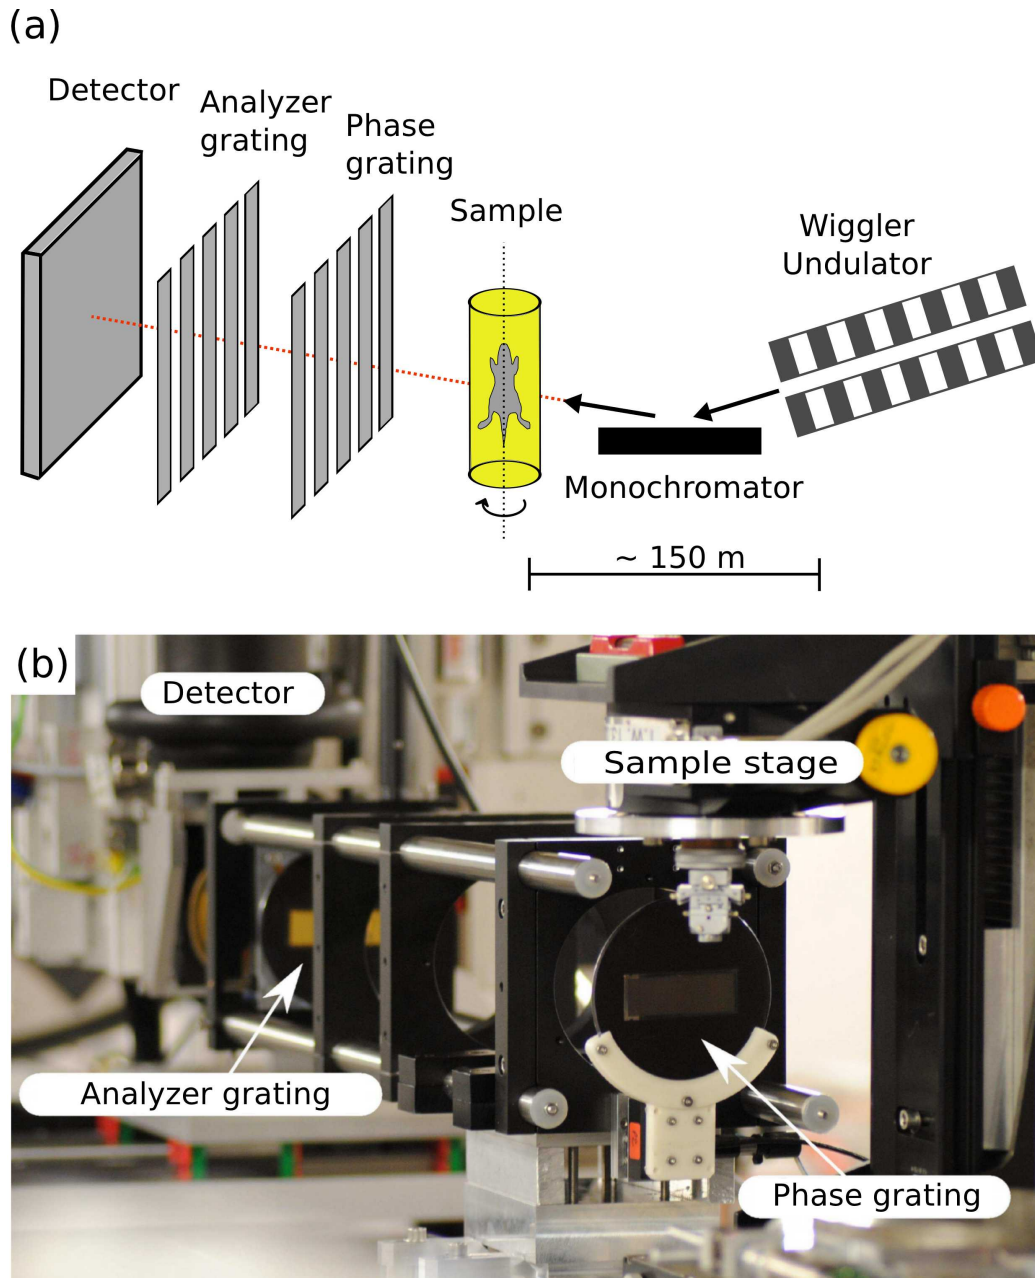 (a)
Detector
Analyzer
grating
Phase
grating
Sample
Wiggler
Undulator
Monochromator
~ 150 m
(b)
Detector
Sample stage
Analyzer grating
Phase grating